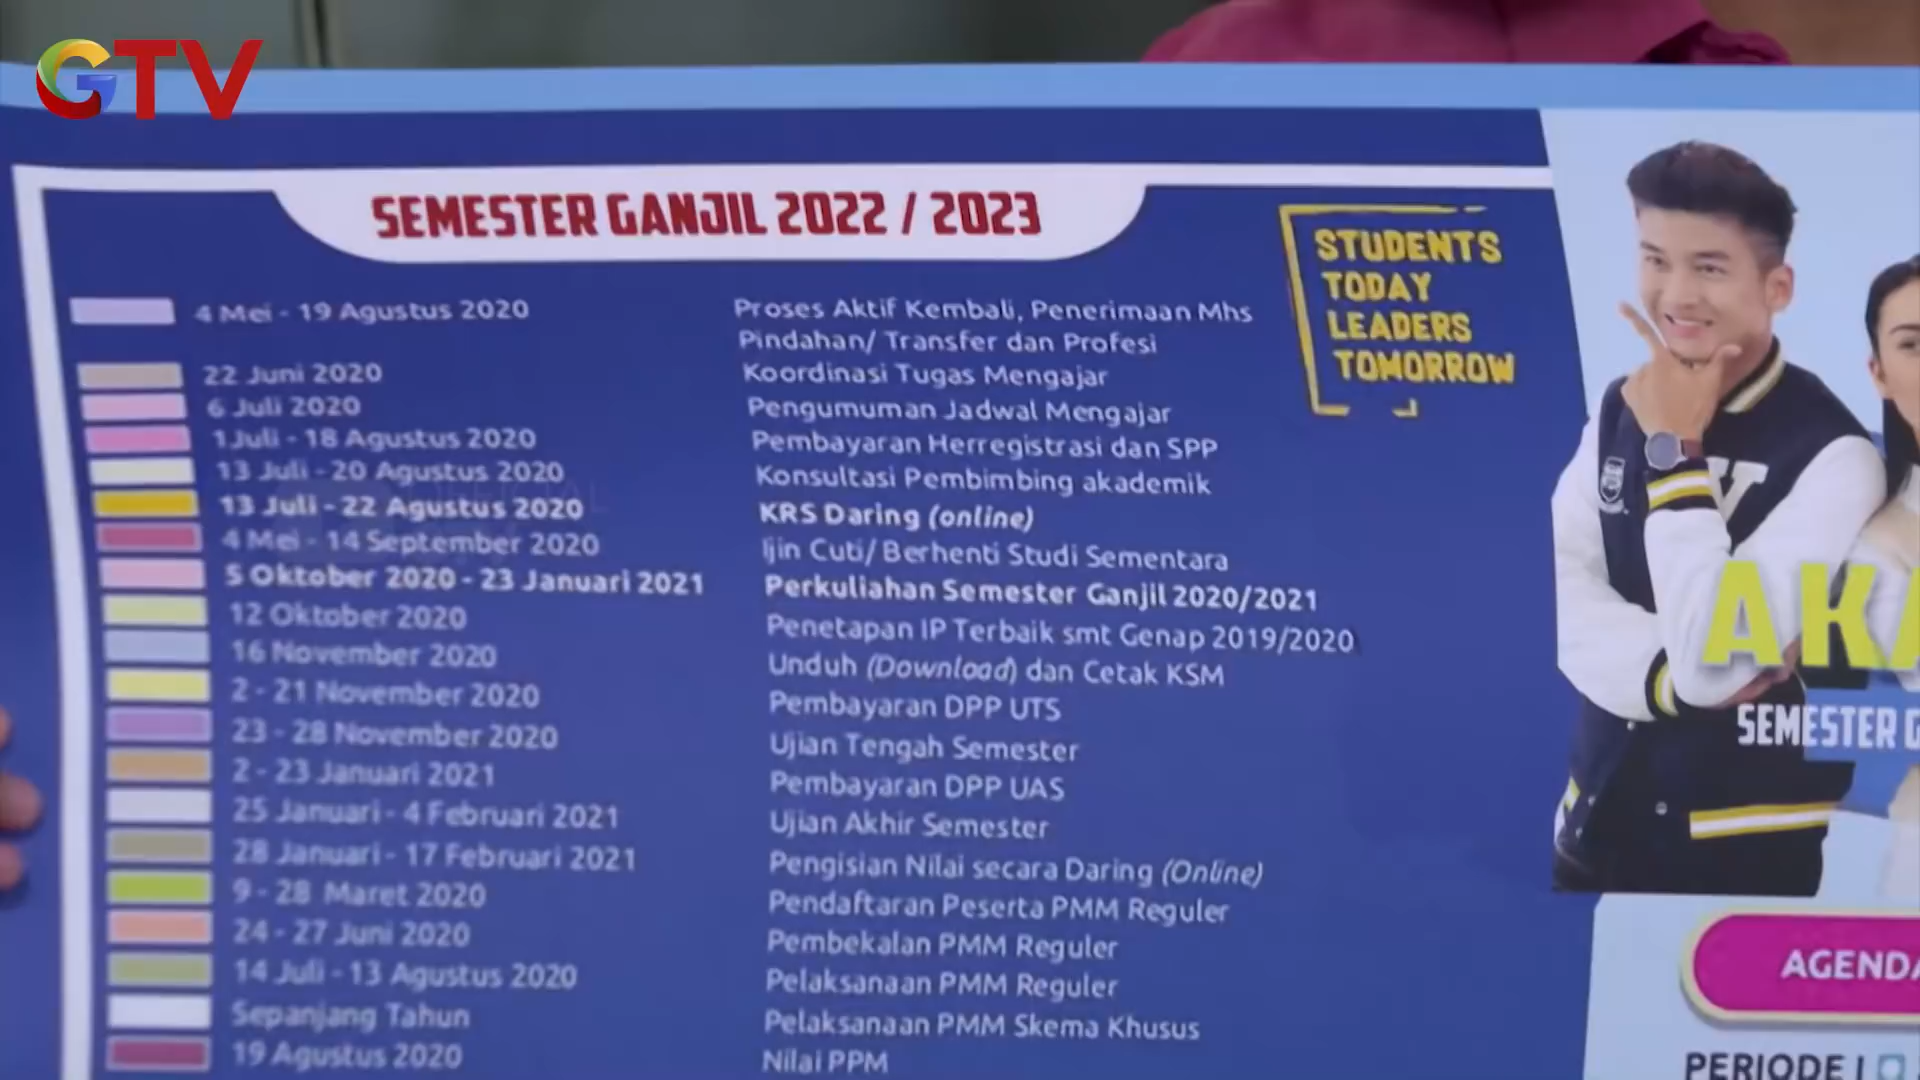 GTV
SEMESTER GANJIL 2022 / 2023
STUDENTS
TODAY
LEADERS
TOMORROW
4 Mei - 19 Agustus 2020 Proses Aktif Kembali, Penerimaan Mhs
Pindahan/ Transfer dan Profesi
22 Juni 2020 Koordinasi Tugas Mengajar
6 Juli 2020 Pengumuman Jadwal Mengajar
1 Juli - 18 Agustus 2020 Pembayaran Herregistrasi dan SPP
13 Juli - 20 Agustus 2020 Konsultasi Pembimbing akademik
13 Juli - 22 Agustus 2020 KRS Daring (online)
4 Mei - 14 September 2020 Ijin Cuti/ Berhenti Studi Sementara
5 Oktober 2020 - 23 Januari 2021 Perkuliahan Semester Ganjil 2020/2021
12 Oktober 2020 Penetapan IP Terbaik smt Genap 2019/2020
16 November 2020 Unduh (Download) dan Cetak KSM
2 - 21 November 2020 Pembayaran DPP UTS
23 - 28 November 2020 Ujian Tengah Semester
2 - 23 Januari 2021 Pembayaran DPP UAS
25 Januari - 4 Februari 2021 Ujian Akhir Semester
28 Januari - 17 Februari 2021 Pengisian Nilai secara Daring (Online)
9 - 28 Maret 2020 Pendaftaran Peserta PMM Reguler
24 - 27 Juni 2020 Pembekalan PMM Reguler
14 Juli - 13 Agustus 2020 Pelaksanaan PMM Reguler
Sepanjang Tahun Pelaksanaan PMM Skema Khusus
19 Agustus 2020 Nilai PPM
AKA
SEMESTER G
AGENDA
PERIODE I